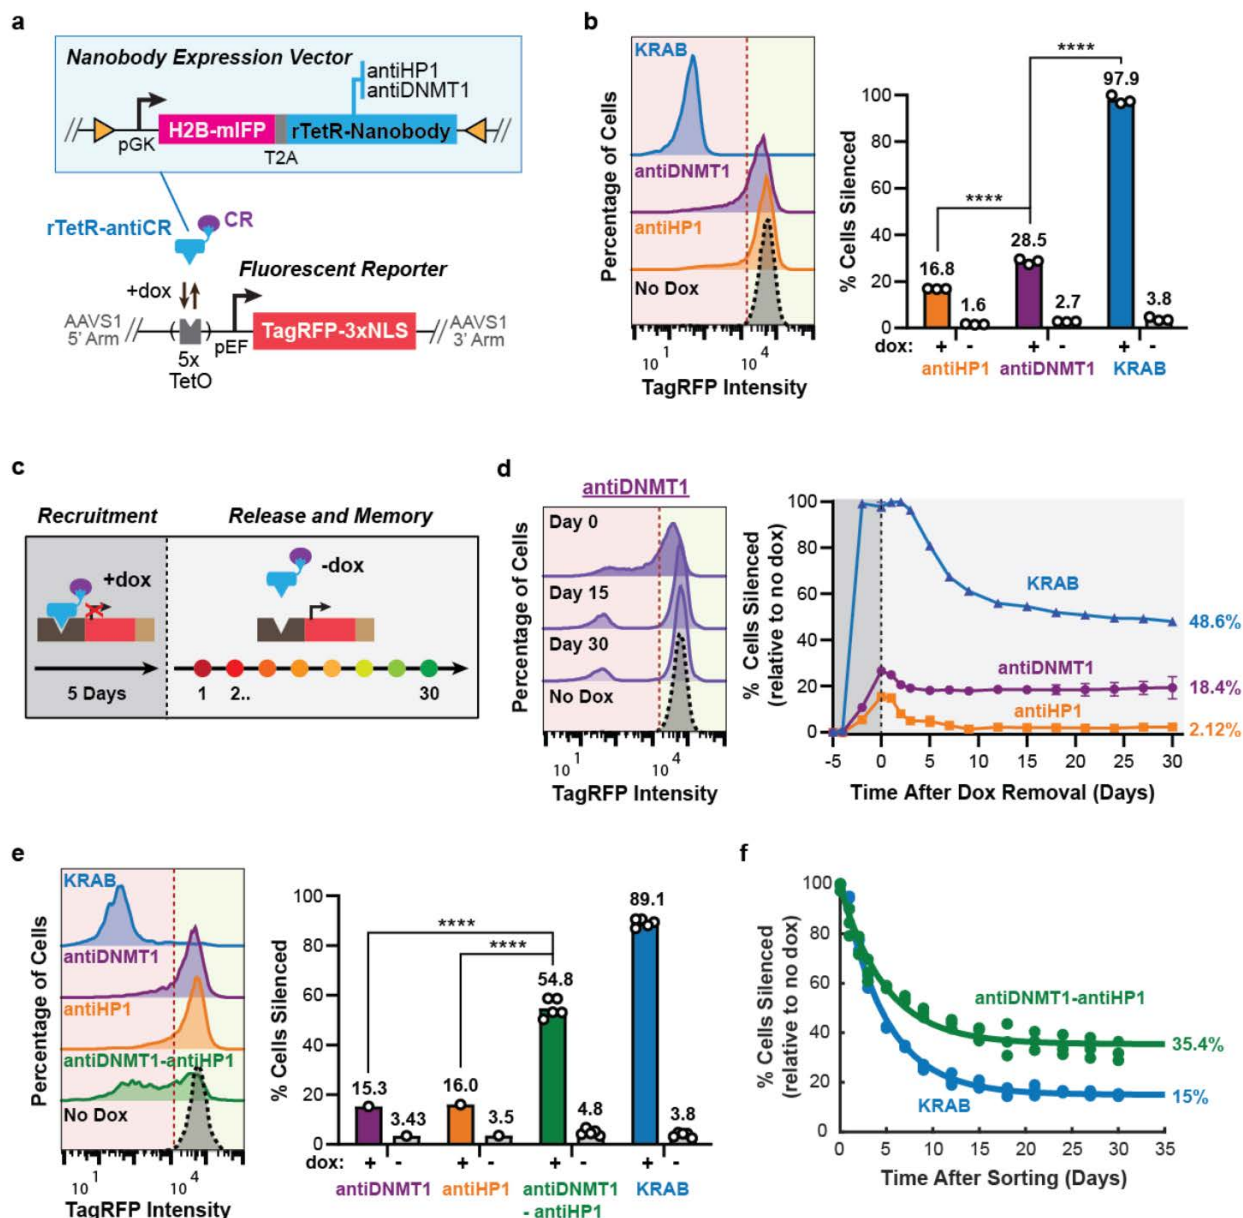 a
Nanobody Expression Vector
antiHP1
antiDNMT1
H2B-mIFP
rTetR-Nanobody
pGK
T2A
rTetR-antiCR
CR
Fluorescent Reporter
+dox
AAVS1
5' Arm
pEF
TagRFP-3xNLS
AAVS1
3' Arm
5x
TetO
b
Percentage of Cells
KRAB
antiDNMT1
antiHP1
No Dox
10 1
10 4
TagRFP Intensity
% Cells Silenced
100
80
60
40
20
0
****
****
16.8
1.6
28.5
2.7
97.9
3.8
dox: + - + - + -
antiHP1 antiDNMT1 KRAB
c
Recruitment
Release and Memory
+dox
-dox
5 Days
1 2.. 30
d
antiDNMT1
Percentage of Cells
Day 0
Day 15
Day 30
No Dox
10 1
10 4
TagRFP Intensity
% Cells Silenced
(relative to no dox)
100
80
60
40
20
0
KRAB
48.6%
antiDNMT1
18.4%
antiHP1
2.12%
-5 0 5 10 15 20 25 30
Time After Dox Removal (Days)
e
Percentage of Cells
KRAB
antiDNMT1
antiHP1
antiDNMT1-antiHP1
No Dox
10 1
10 4
TagRFP Intensity
% Cells Silenced
100
80
60
40
20
0
****
****
15.3
3.43
16.0
3.5
54.8
4.8
89.1
3.8
dox: + - + - + - + -
antiDNMT1 antiHP1 antiDNMT1 KRAB
- antiHP1
f
% Cells Silenced
(relative to no dox)
100
80
60
40
20
0
antiDNMT1-antiHP1
35.4%
KRAB
15%
0 5 10 15 20 25 30 35
Time After Sorting (Days)